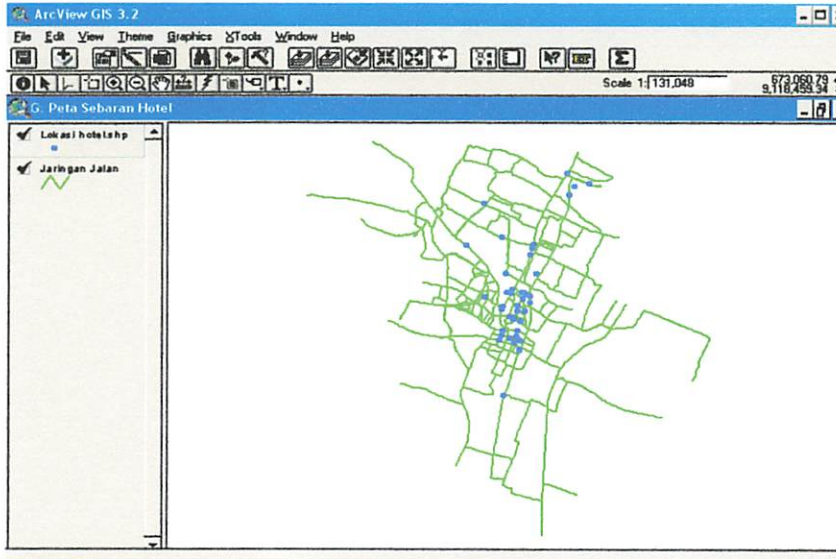 ArcView GIS 3.2
File Edit View Theme Graphics XTools Window Help
Scale 1: 131,048
673,060.79
9,118,459.34
G. Peta Sebaran Hotel
Lokasi hotel.shp
Jaringan Jalan